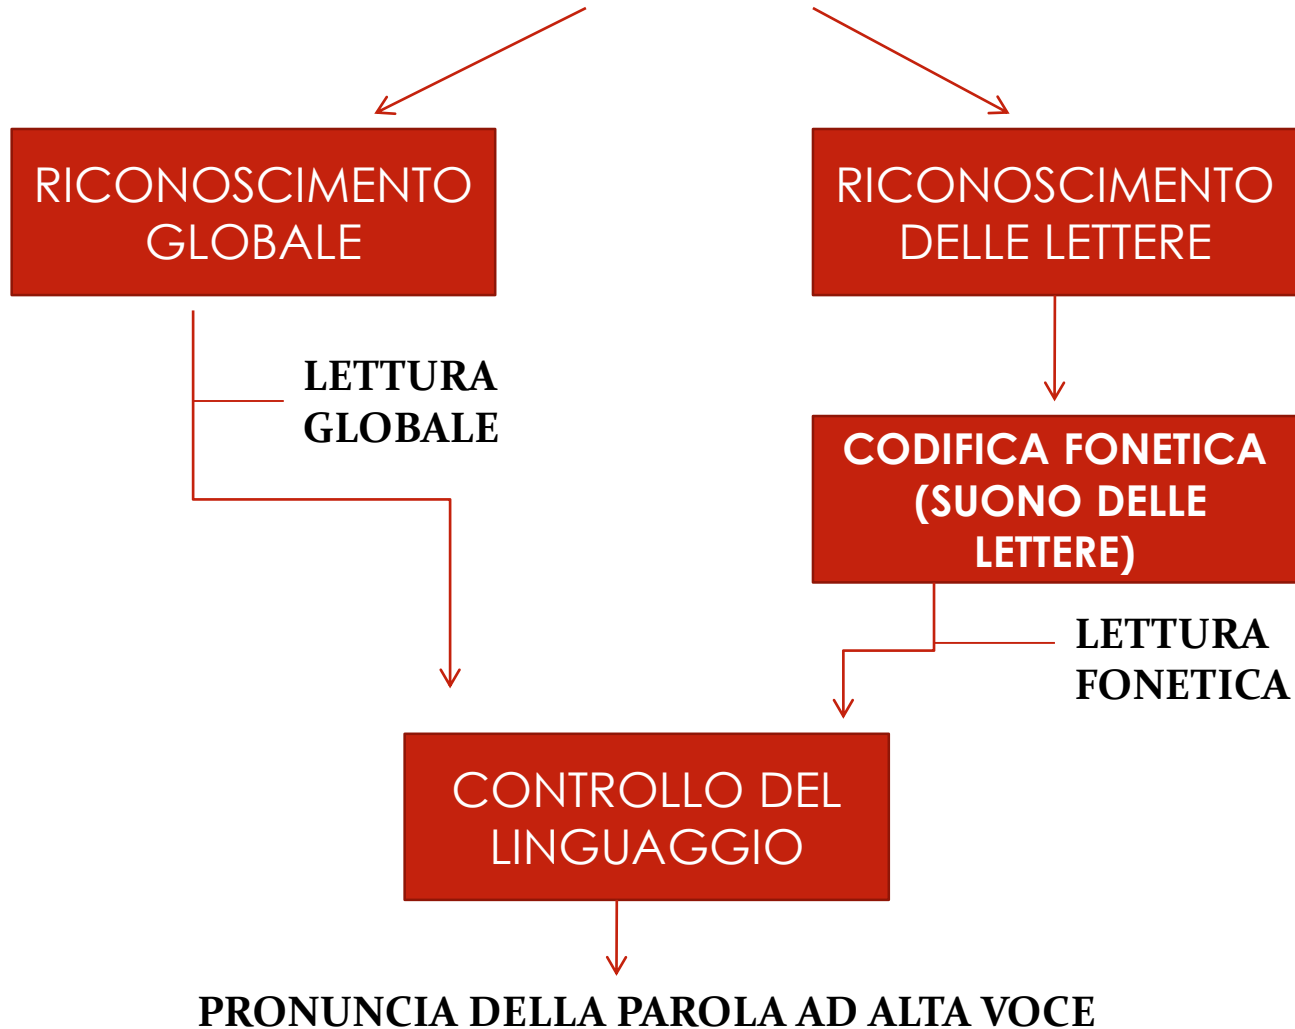 RICONOSCIMENTO
GLOBALE
RICONOSCIMENTO
DELLE LETTERE
LETTURA
GLOBALE
CODIFICA FONETICA
(SUONO DELLE
LETTERE)
LETTURA
FONETICA
CONTROLLO DEL
LINGUAGGIO
PRONUNCIA DELLA PAROLA AD ALTA VOCE